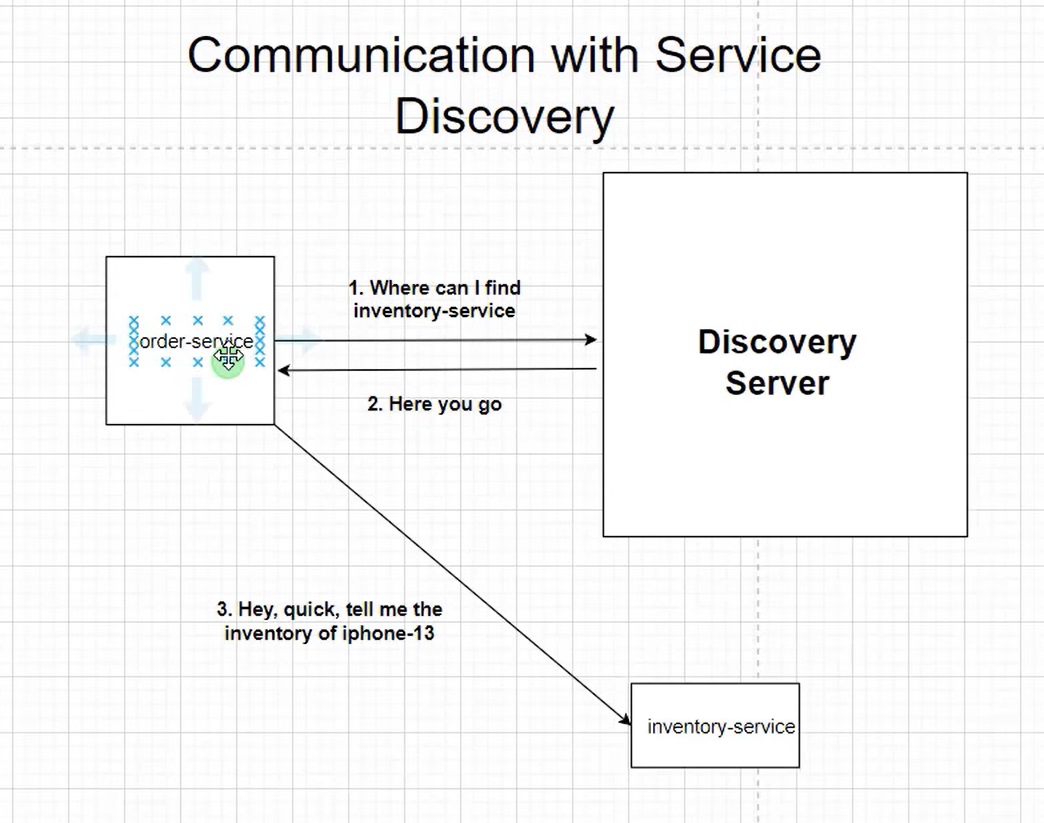 Communication with Service
Discovery
1. Where can I find
inventory-service
order-service
Discovery
Server
2. Here you go
3. Hey, quick, tell me the
inventory of iphone-13
inventory-service